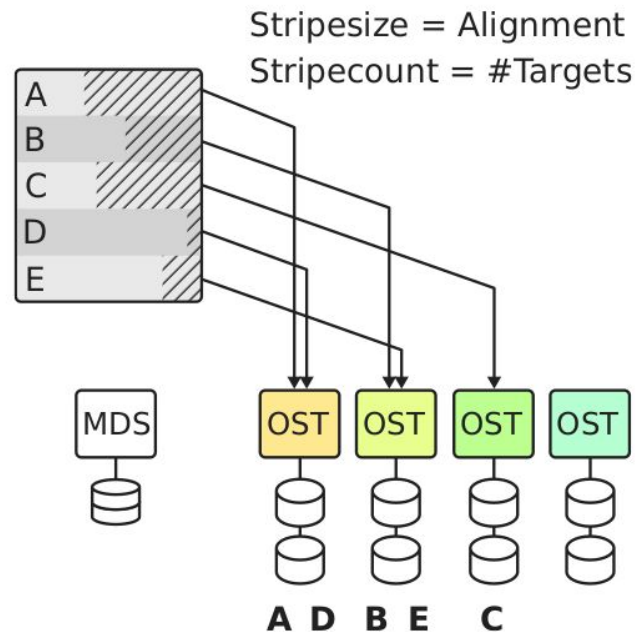 Stripesize = Alignment
Stripecount = #Targets
A
B
C
D
E
MDS
OST
OST
OST
OST
A D B E C